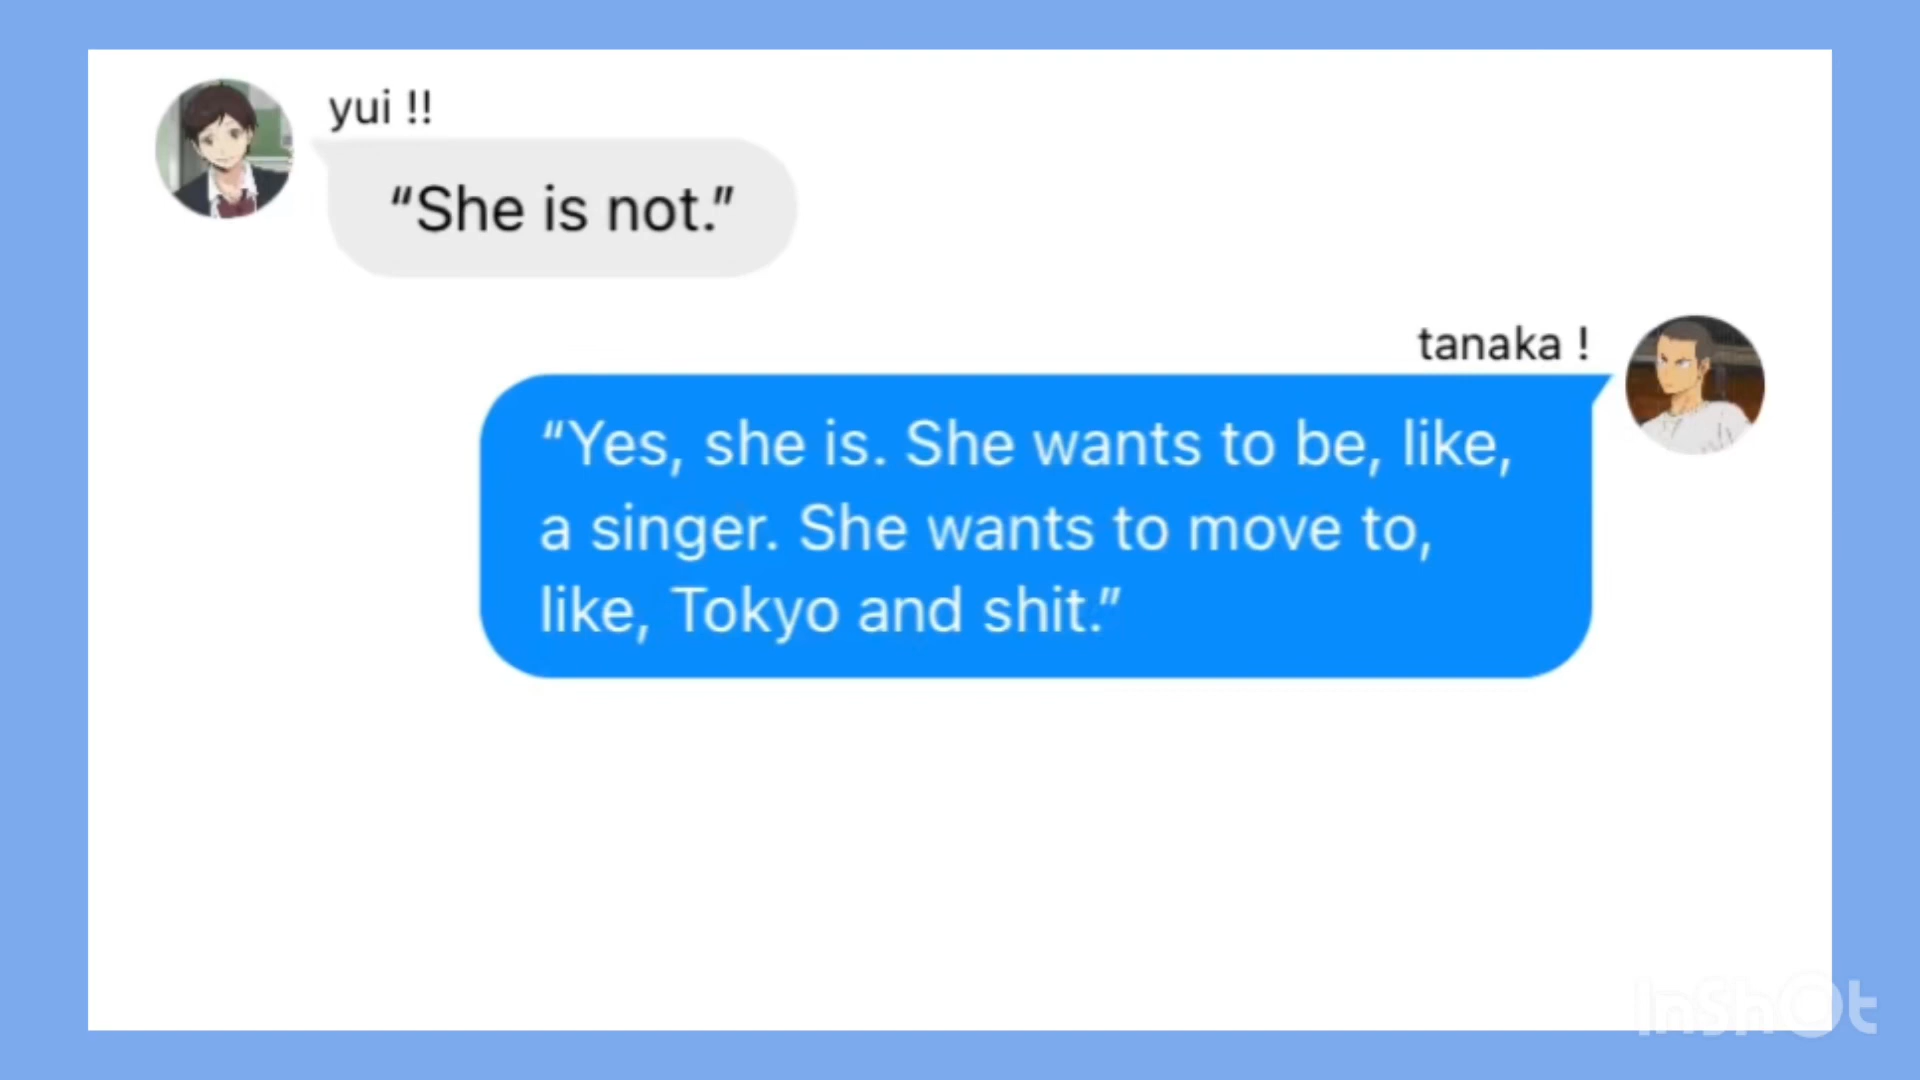 yui !!
“She is not.”
tanaka !
“Yes, she is. She wants to be, like,
a singer. She wants to move to,
like, Tokyo and shit.”
InShOt